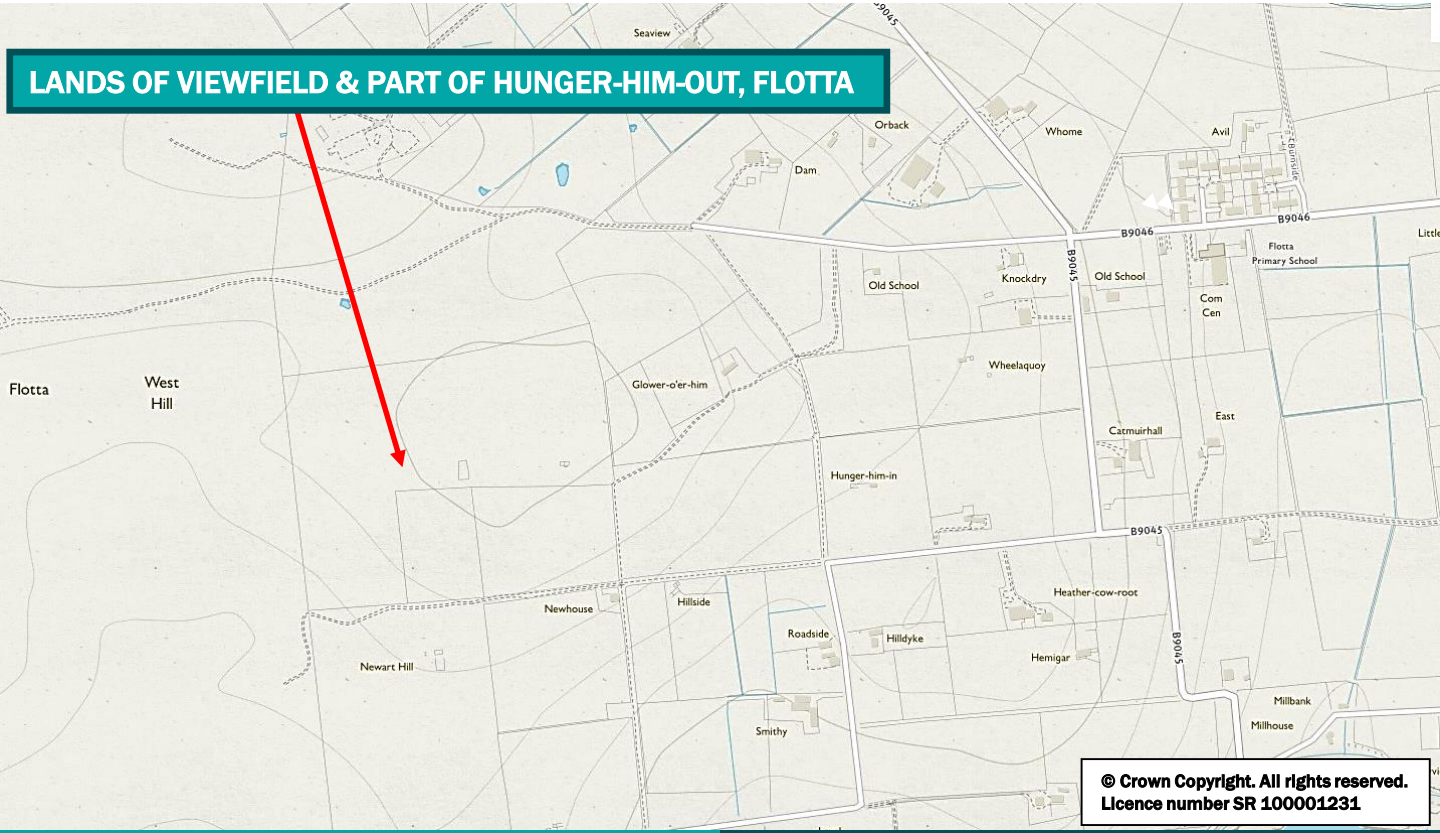 B9045
Seaview
LANDS OF VIEWFIELD & PART OF HUNGER-HIM-OUT, FLOTTA
Orback
Whome
Avil
Burnside
Dam
B9046
B9046
Little
Flotta
Primary School
B9045
Knockdry
Old School
Old School
Com
Cen
Wheelaquoy
Glower-o'er-him
Flotta
West
Hill
East
Catmuirhall
Hunger-him-in
B9045
Heather-cow-root
Newhouse
Hillside
Roadside
Hilldyke
B9045
Hemigar
Newart Hill
Millbank
Millhouse
Smithy
© Crown Copyright. All rights reserved.
Licence number SR 100001231